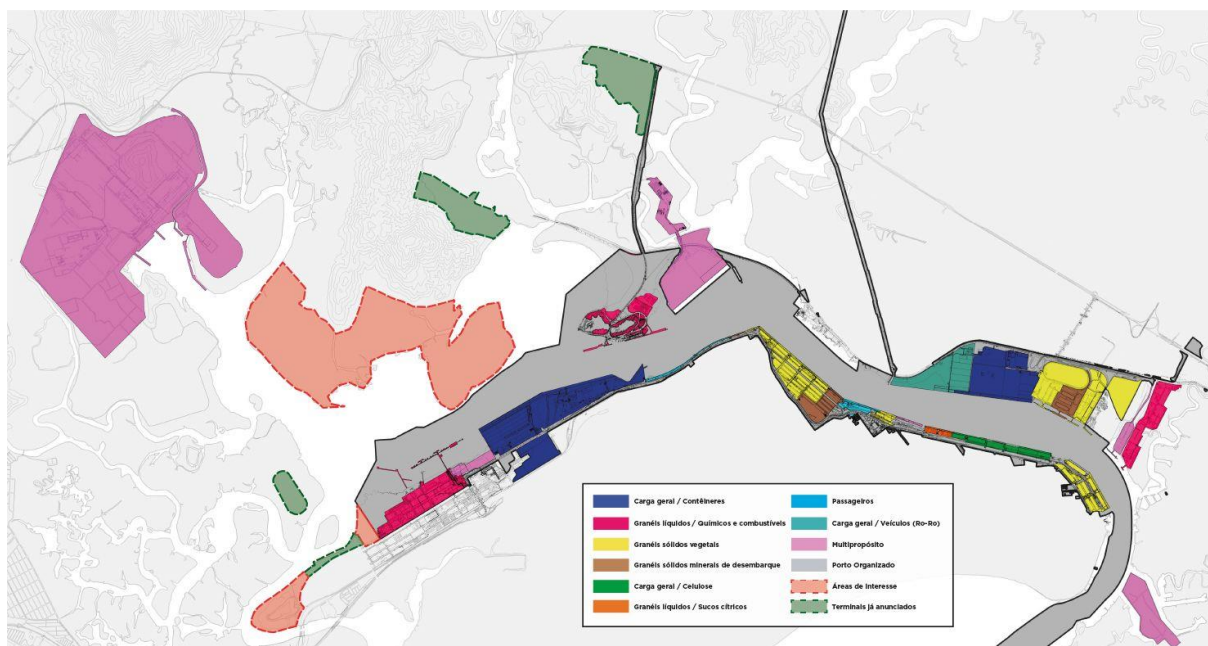 Carga geral / Contêineres
Granéis líquidos / Químicos e combustíveis
Granéis sólidos vegetais
Granéis sólidos minerais de desembarque
Carga geral / Celulose
Granéis líquidos / Sucos cítricos
Passageiros
Carga geral / Veículos (Ro-Ro)
Multipropósito
Porto Organizado
Áreas de Interesse
Terminais já anunciados